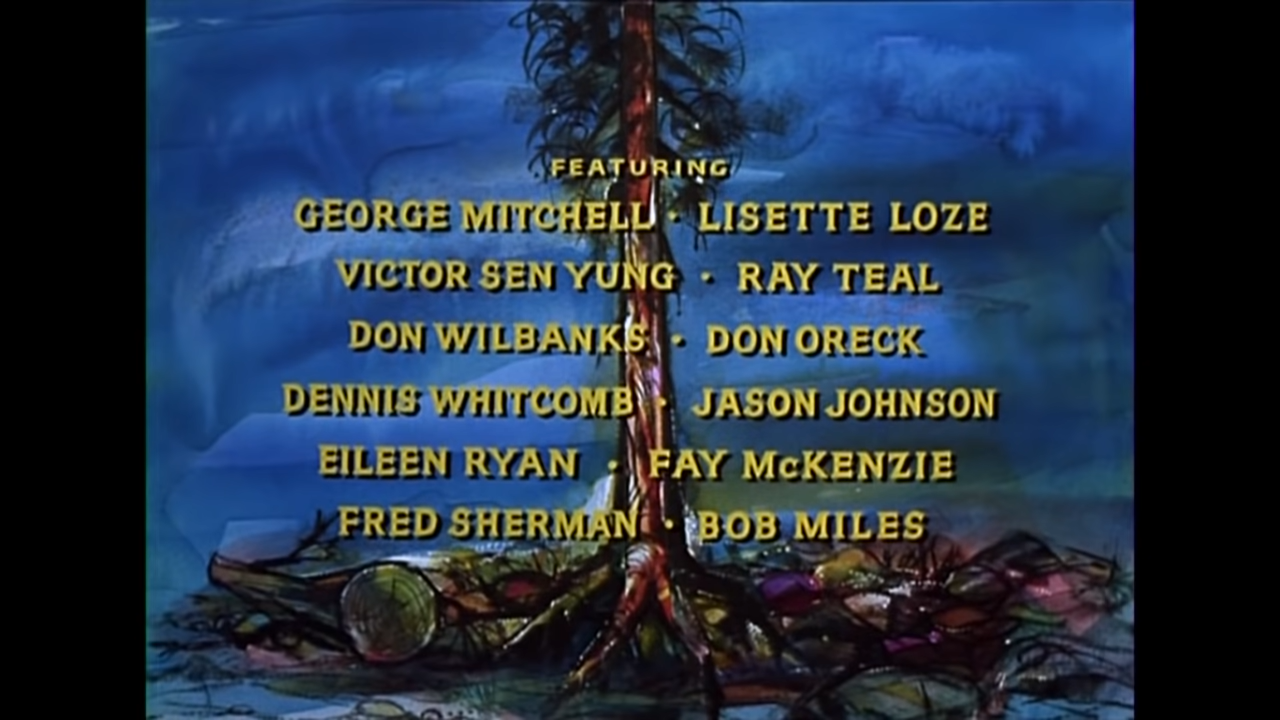 FEATURING
GEORGE MITCHELL · LISETTE LOZE
VICTOR SEN YUNG · RAY TEAL
DON WILBANKS · DON ORECK
DENNIS WHITCOMB · JASON JOHNSON
EILEEN RYAN · FAY McKENZIE
FRED SHERMAN · BOB MILES